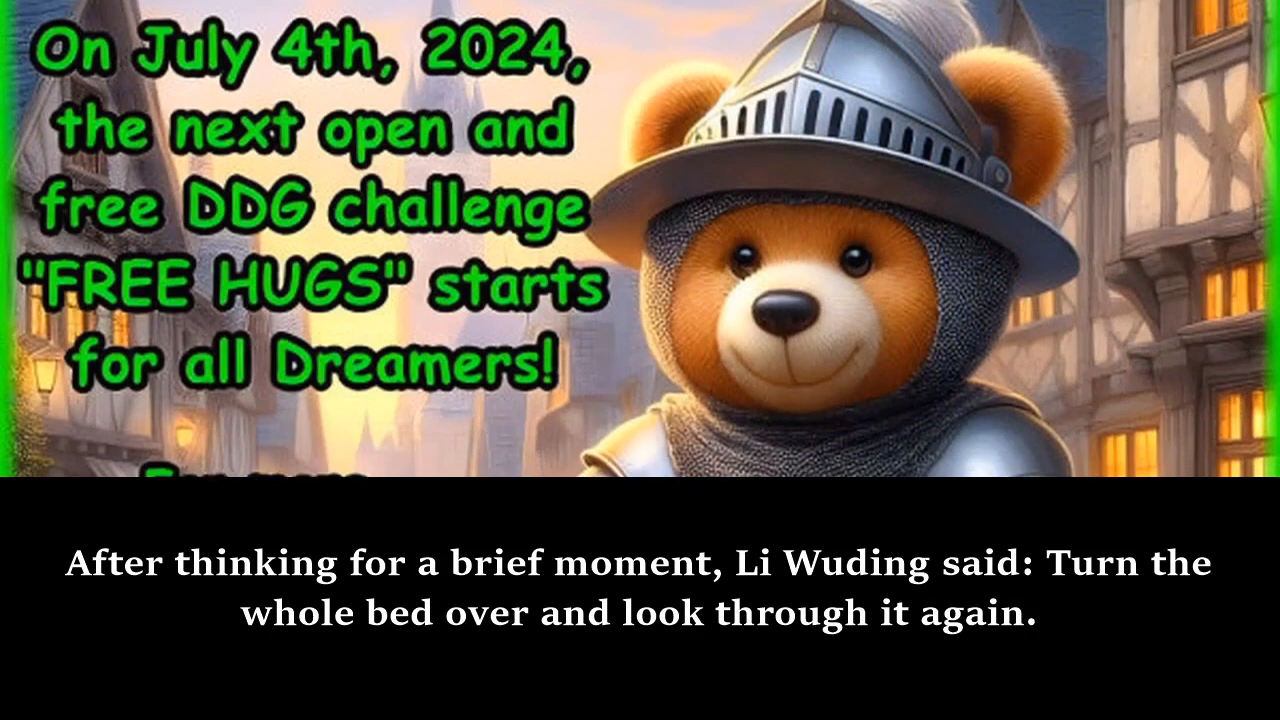 On July 4th, 2024,
the next open and
free DDG challenge
"FREE HUGS" starts
for all Dreamers!
After thinking for a brief moment, Li Wuding said: Turn the
whole bed over and look through it again.